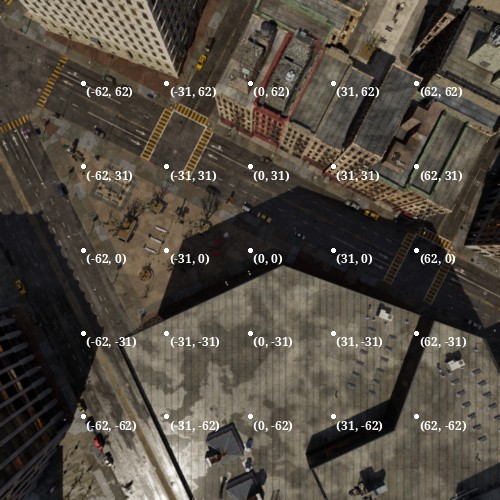 (-62, 62) (-31, 62) (0, 62) (31, 62) (62, 62)
(-62, 31) (-31, 31) (0, 31) (31, 31) (62, 31)
(-62, 0) (-31, 0) (0, 0) (31, 0) (62, 0)
(-62, -31) (-31, -31) (0, -31) (31, -31) (62, -31)
(-62, -62) (-31, -62) (0, -62) (31, -62) (62, -62)